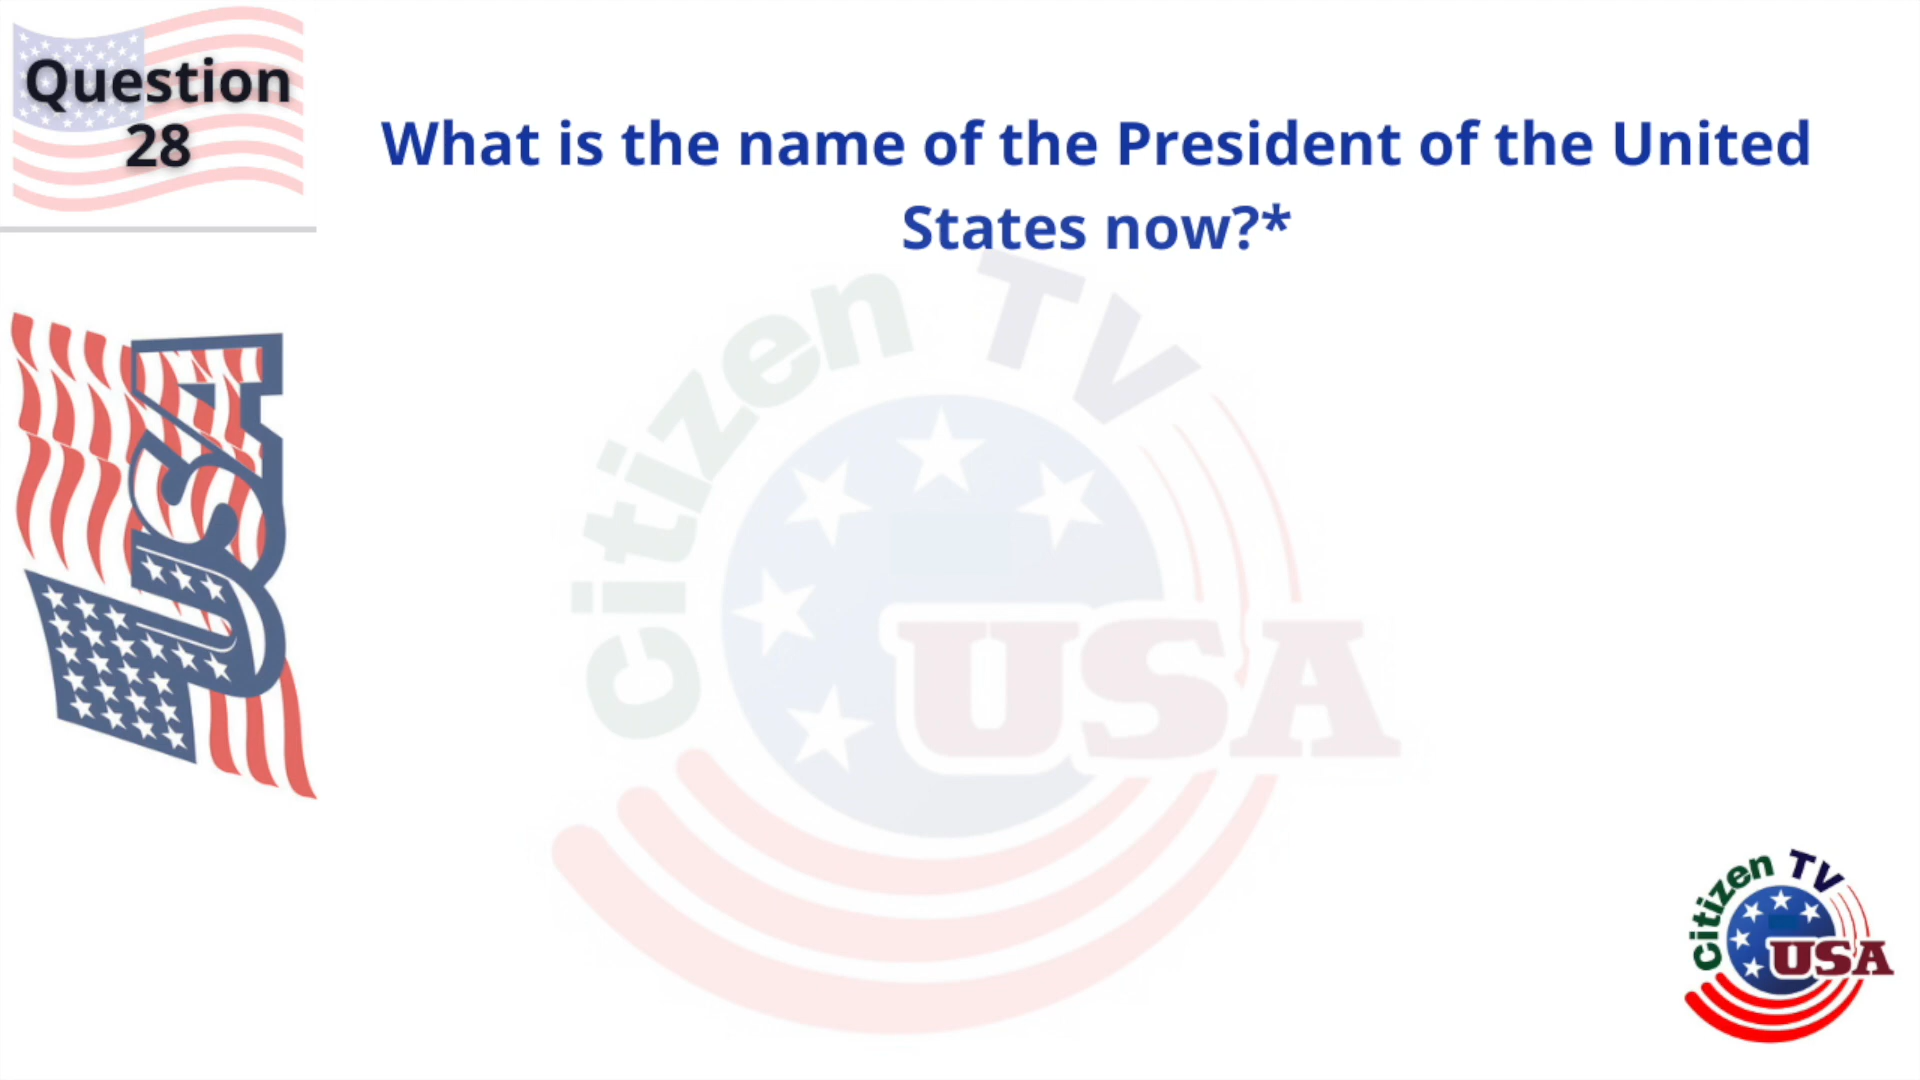 Question
28
What is the name of the President of the United
States now?*
USA
Citizen TV
USA
Citizen TV
USA